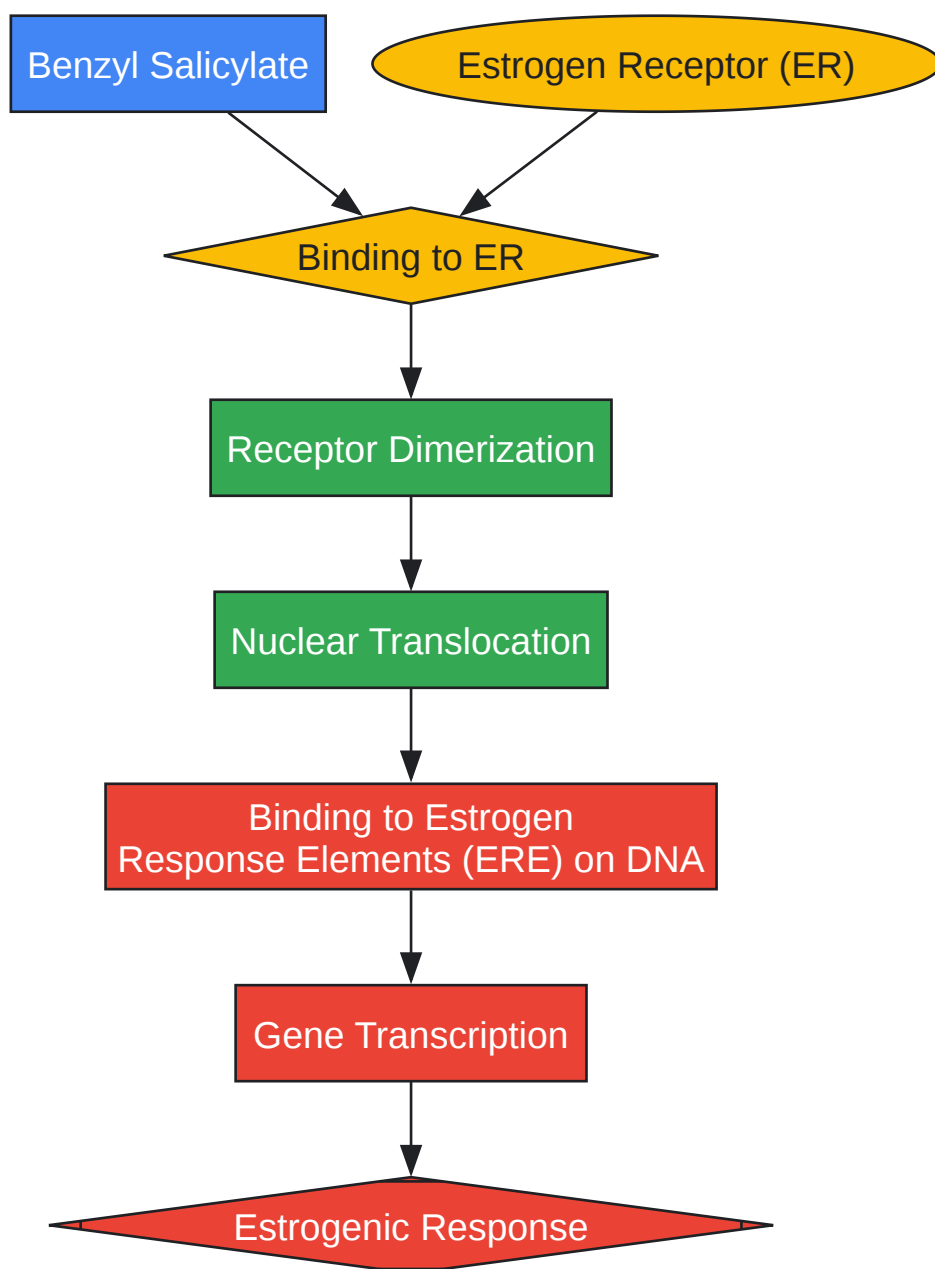 Benzyl Salicylate
Estrogen Receptor (ER)
Binding to ER
Receptor Dimerization
Nuclear Translocation
Binding to Estrogen
Response Elements (ERE) on DNA
Gene Transcription
Estrogenic Response